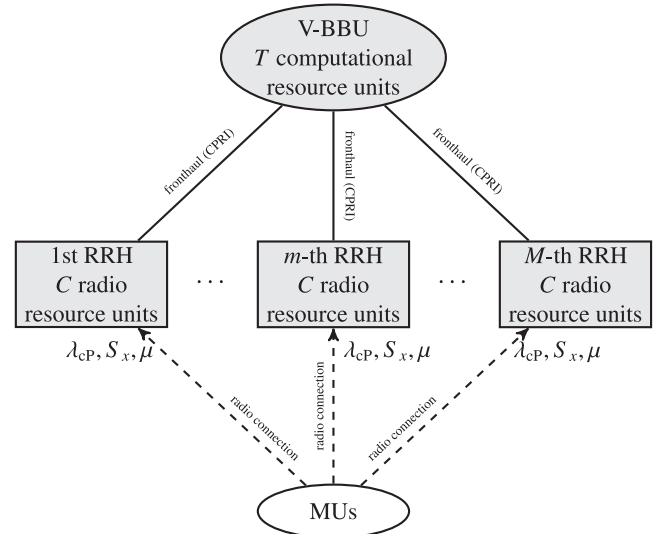 V-BBU
T computational
resource units
fronthaul (CPRI)
fronthaul (CPRI)
fronthaul (CPRI)
1st RRH
C radio
resource units
...
m-th RRH
C radio
resource units
...
M-th RRH
C radio
resource units
λcP, Sx, μ
λcP, Sx, μ
λcP, Sx, μ
radio connection
radio connection
radio connection
MUs